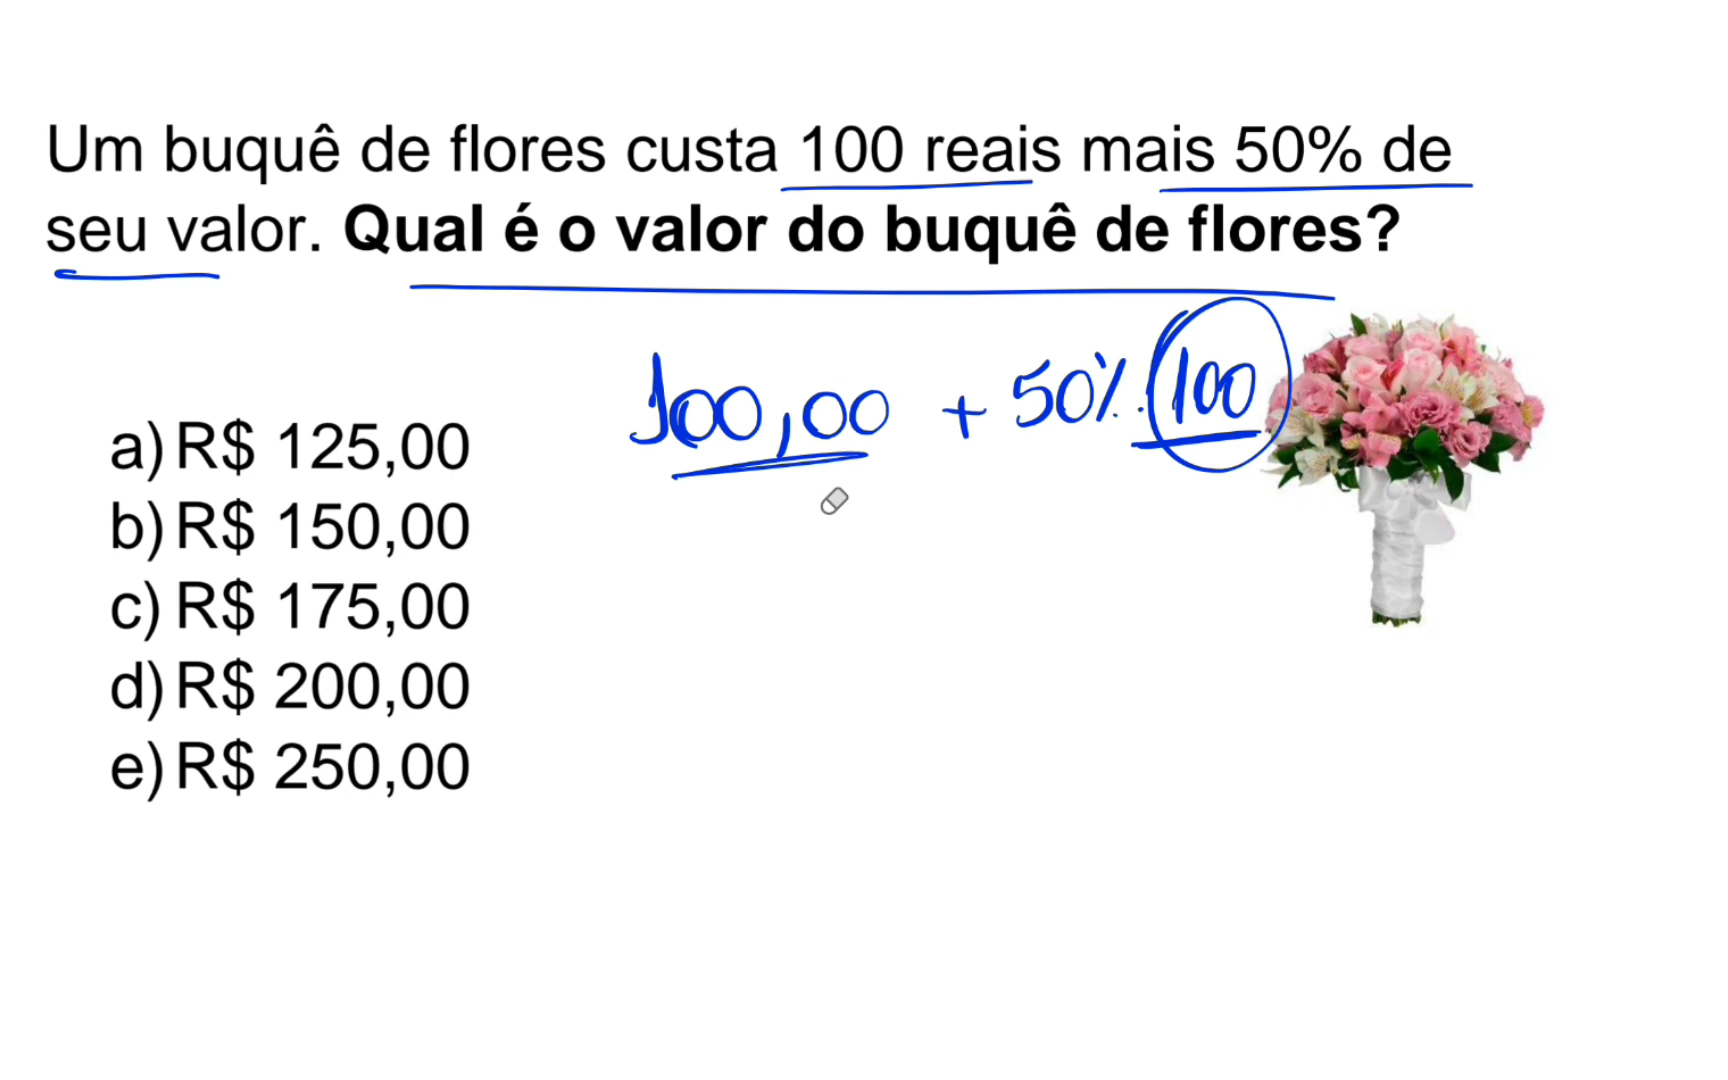 Um buquê de flores custa 100 reais mais 50% de
seu valor. Qual é o valor do buquê de flores?
100,00 + 50%.(100)
a) R$ 125,00
b) R$ 150,00
c) R$ 175,00
d) R$ 200,00
e) R$ 250,00